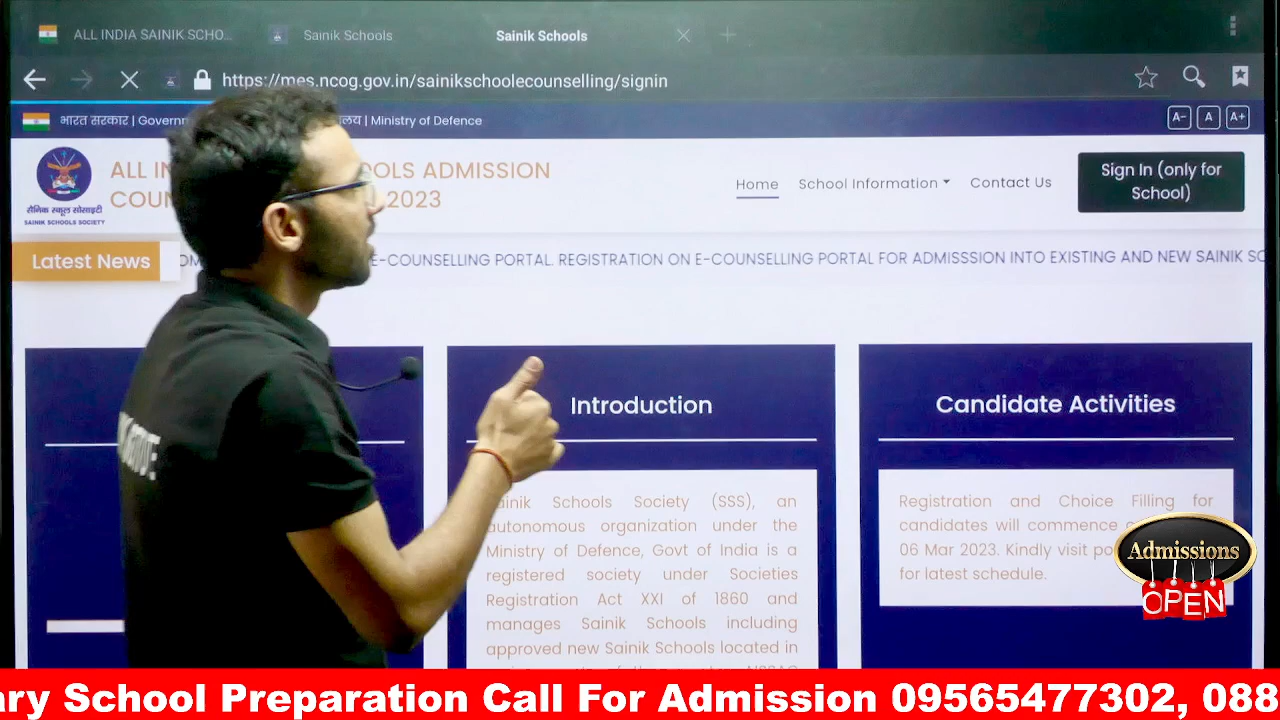 ALL INDIA SAINIK SCHO...
Sainik Schools
Sainik Schools
https://mes.ncog.gov.in/sainikschoolecounselling/signin
भारत सरकार | Governm
लय | Ministry of Defence
A- A A+
ALL IN OOLS ADMISSION
COUN 2023
सैनिक स्कूल सोसाइटी
SAINIK SCHOOLS SOCIETY
Home School Information Contact Us
Sign In (only for
School)
Latest News
E-COUNSELLING PORTAL. REGISTRATION ON E-COUNSELLING PORTAL FOR ADMISSSION INTO EXISTING AND NEW SAINIK SC
Introduction
Sainik Schools Society (SSS), an
autonomous organization under the
Ministry of Defence, Govt of India is a
registered society under Societies
Registration Act XXI of 1860 and
manages Sainik Schools including
approved new Sainik Schools located in
Candidate Activities
Registration and Choice Filling for
candidates will commence
06 Mar 2023. Kindly visit po
for latest schedule.
Admissions
OPEN
ary School Preparation Call For Admission 09565477302, 088